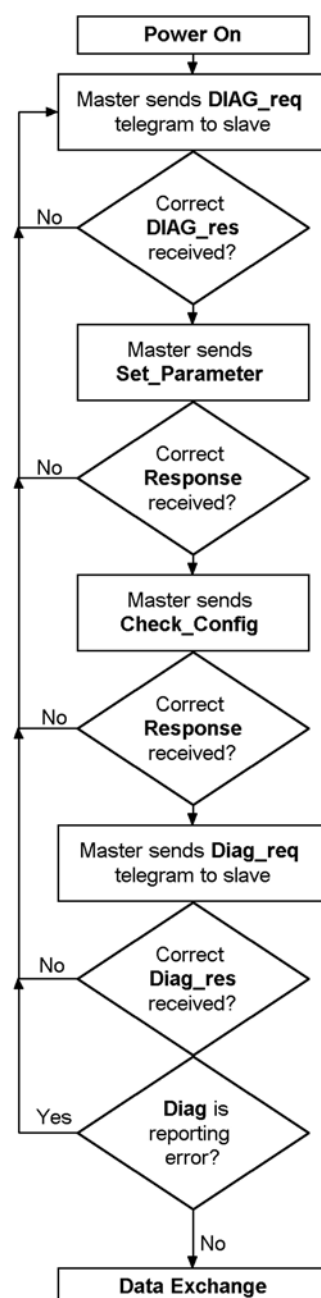 Power On
Master sends DIAG_req
telegram to slave
Correct
DIAG_res
received?
No
Master sends
Set_Parameter
Correct
Response
received?
No
Master sends
Check_Config
Correct
Response
received?
No
Master sends Diag_req
telegram to slave
Correct
Diag_res
received?
No
Diag is
reporting
error?
Yes
No
Data Exchange